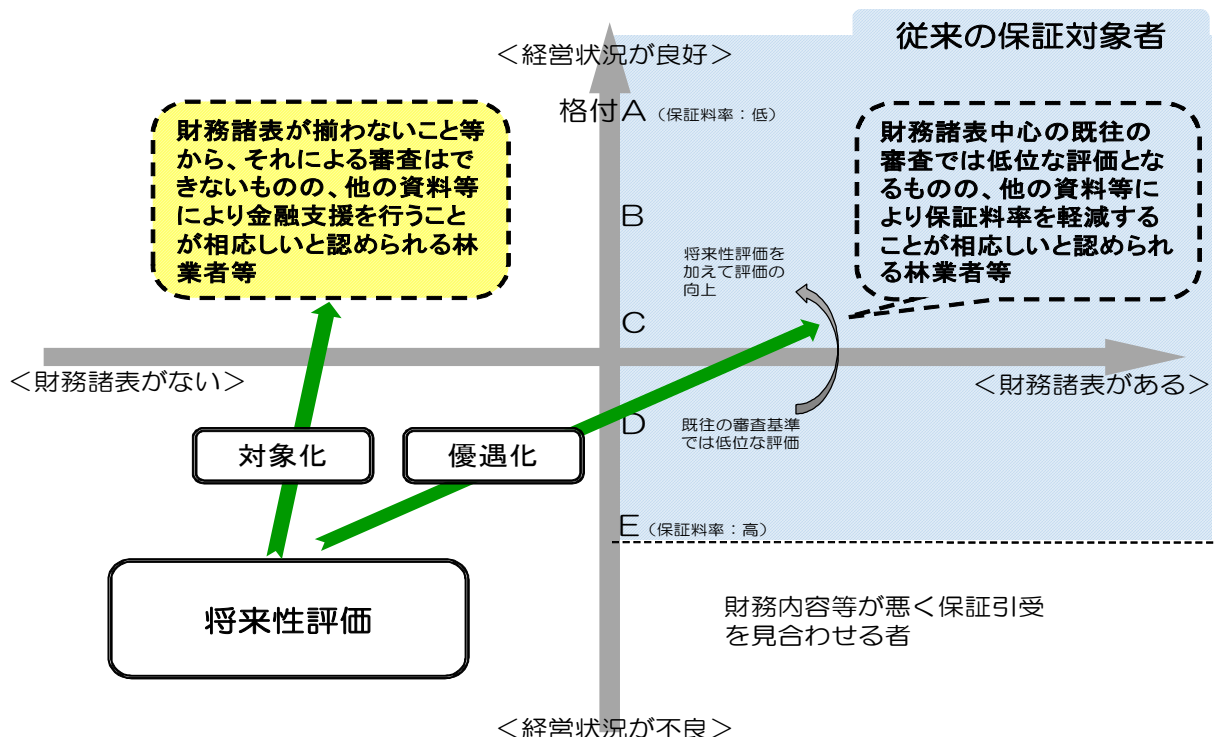 従来の保証対象者
＜経営状況が良好＞
格付A（保証料率：低）
財務諸表が揃わないこと等
から、それによる審査はで
きないものの、他の資料等
により金融支援を行うこと
が相応しいと認められる林
業者等
財務諸表中心の既往の
審査では低位な評価とな
るものの、他の資料等に
より保証料率を軽減する
ことが相応しいと認められ
る林業者等
B
将来性評価を
加えて評価の
向上
C
＜財務諸表がない＞
＜財務諸表がある＞
D
既往の審査基準
では低位な評価
対象化
優遇化
E（保証料率：高）
将来性評価
財務内容等が悪く保証引受
を見合わせる者
＜経営状況が不良＞